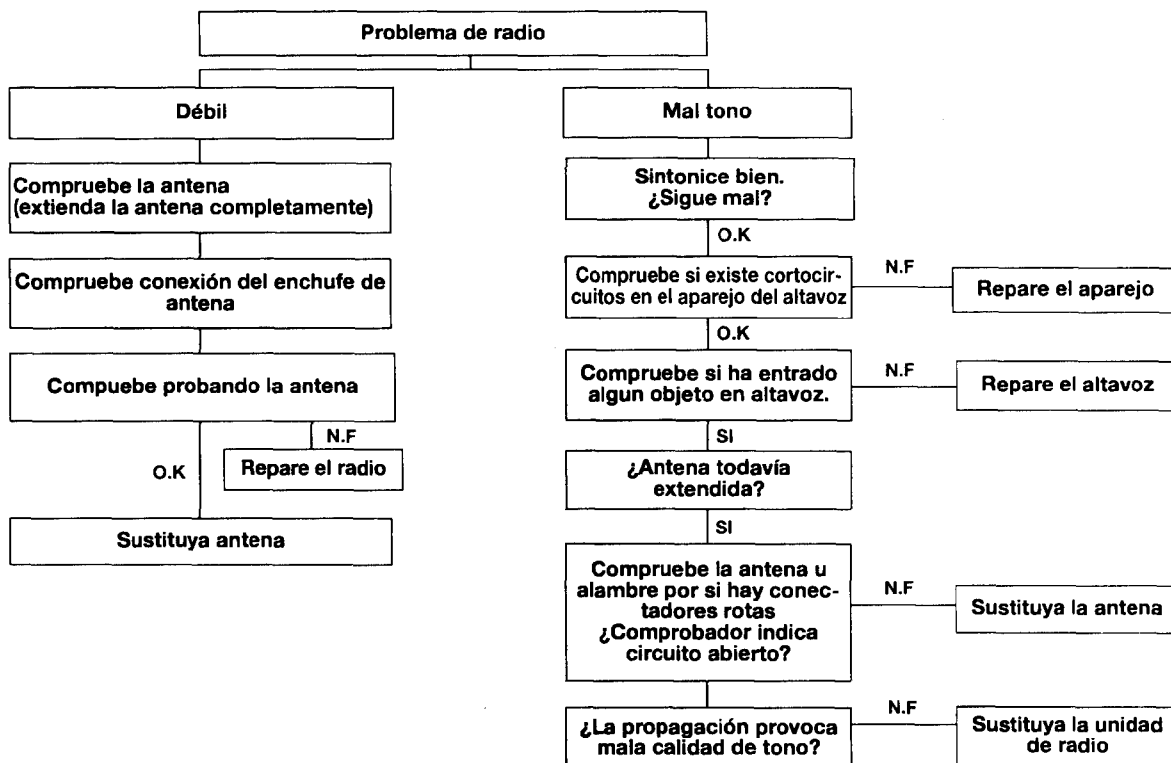 Problema de radio
Débil
Compruebe la antena
(extienda la antena completamente)
Compruebe conexión del enchufe de
antena
Compuebe probando la antena
N.F
O.K
Repare el radio
Sustituya antena
Mal tono
Sintonice bien.
¿Sigue mal?
O.K
Compruebe si existe cortocir-
cuitos en el aparejo del altavoz
N.F
Repare el aparejo
O.K
Compruebe si ha entrado
algun objeto en altavoz.
N.F
Repare el altavoz
SI
¿Antena todavía
extendida?
SI
Compruebe la antena u
alambre por si hay conec-
tadores rotas
¿Comprobador indica
circuito abierto?
N.F
Sustituya la antena
¿La propagación provoca
mala calidad de tono?
N.F
Sustituya la unidad
de radio